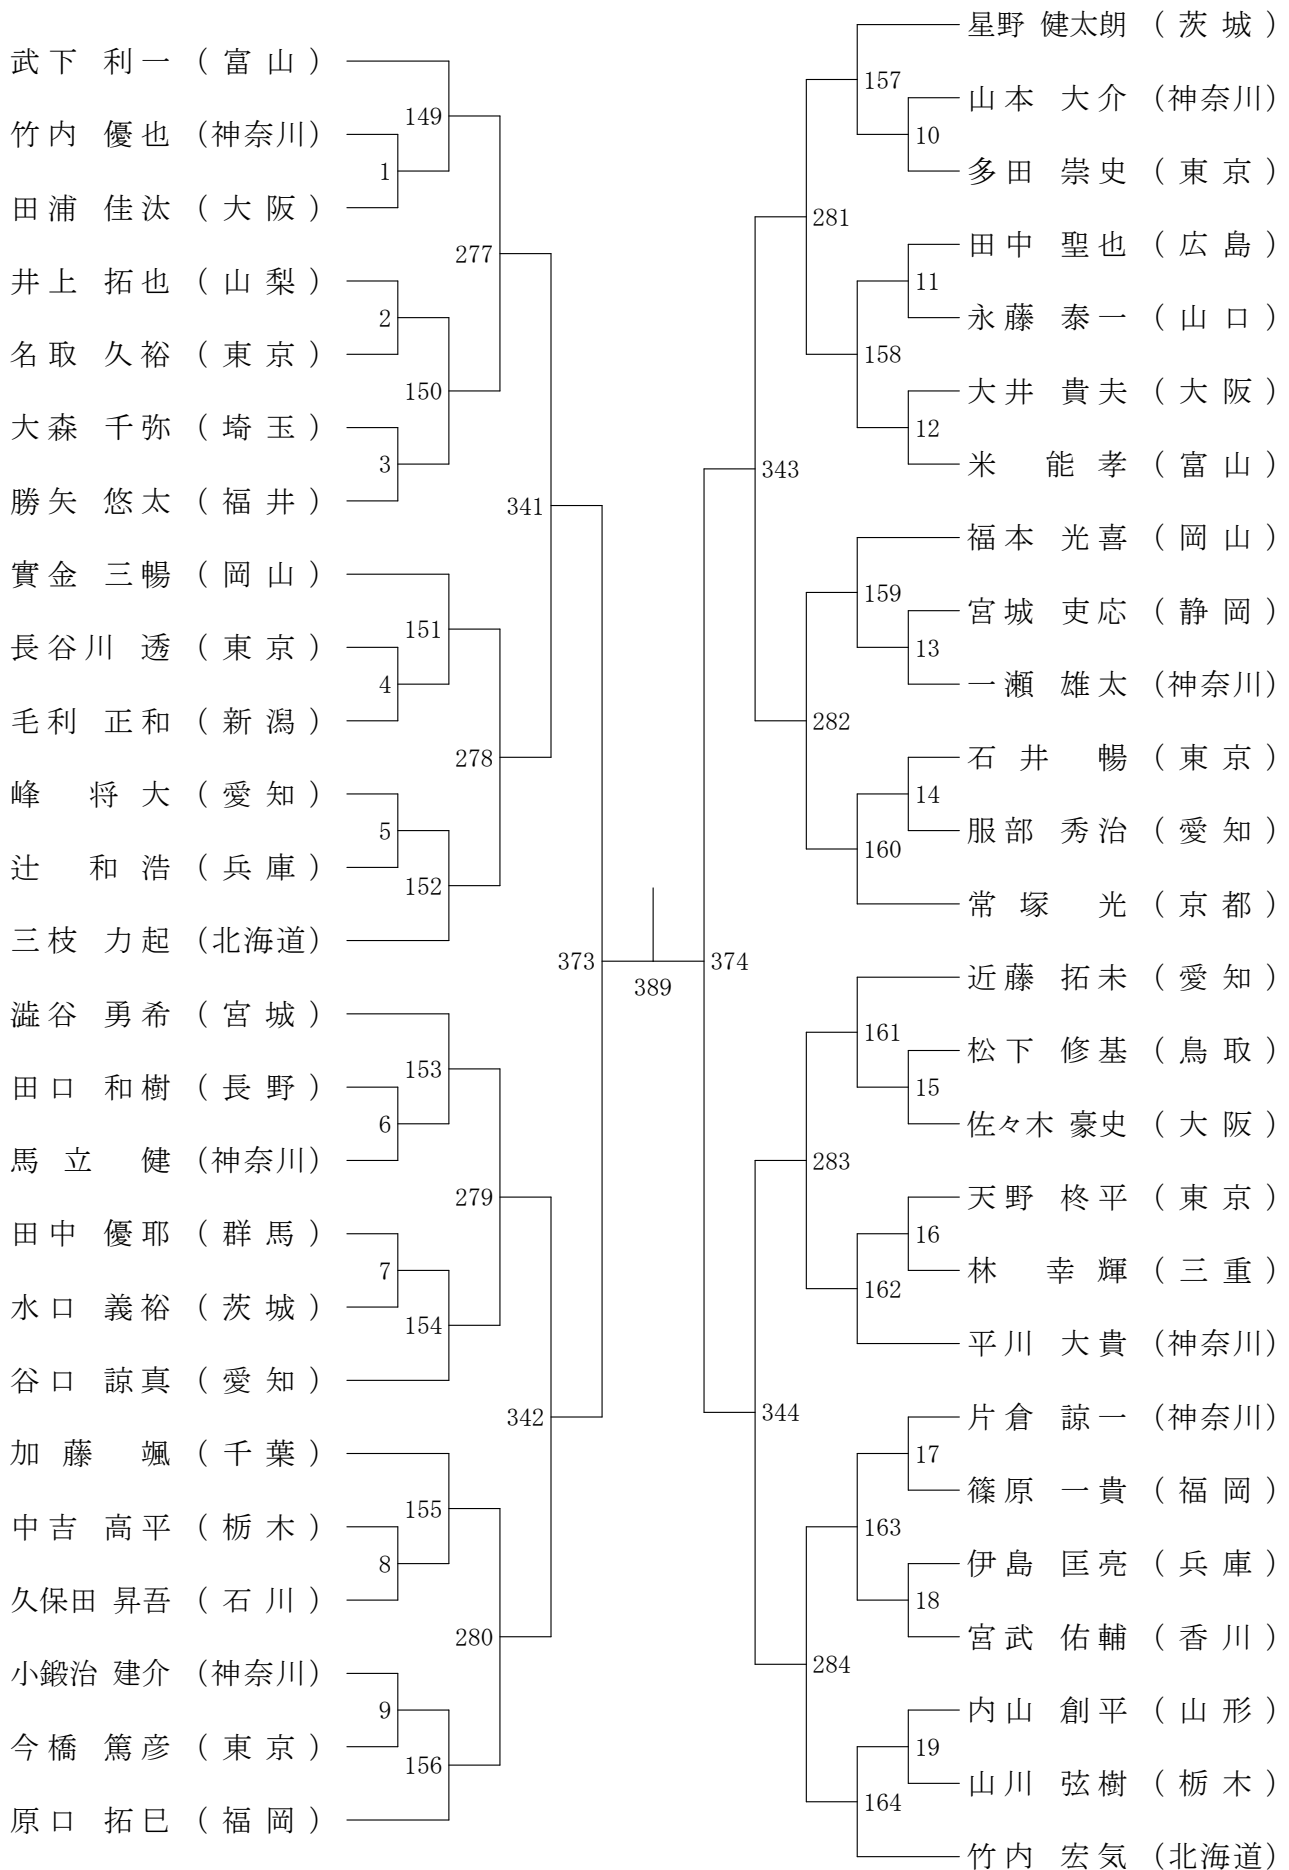 武下 利一 (富山)
149
竹内 優也 (神奈川)
1
田浦 佳汰 (大阪)
277
井上 拓也 (山梨)
2
名取 久裕 (東京)
150
大森 千弥 (埼玉)
3
勝矢 悠太 (福井)
341
實金 三暢 (岡山)
151
長谷川 透 (東京)
4
毛利 正和 (新潟)
278
峰 将大 (愛知)
5
辻 和浩 (兵庫)
152
三枝 力起 (北海道)
373
澁谷 勇希 (宮城)
153
田口 和樹 (長野)
6
馬立 健 (神奈川)
279
田中 優耶 (群馬)
7
水口 義裕 (茨城)
154
谷口 諒真 (愛知)
342
加藤 颯 (千葉)
155
中吉 高平 (栃木)
8
久保田 昇吾 (石川)
280
小鍛治 建介 (神奈川)
9
今橋 篤彦 (東京)
156
原口 拓巳 (福岡)
389
星野 健太朗 (茨城)
157
山本 大介 (神奈川)
10
多田 崇史 (東京)
281
田中 聖也 (広島)
11
永藤 泰一 (山口)
158
大井 貴夫 (大阪)
12
米 能孝 (富山)
343
福本 光喜 (岡山)
159
宮城 吏応 (静岡)
13
一瀬 雄太 (神奈川)
282
石井 暢 (東京)
14
服部 秀治 (愛知)
160
常塚 光 (京都)
374
近藤 拓未 (愛知)
161
松下 修基 (鳥取)
15
佐々木 豪史 (大阪)
283
天野 柊平 (東京)
16
林 幸輝 (三重)
162
平川 大貴 (神奈川)
344
片倉 諒一 (神奈川)
17
篠原 一貴 (福岡)
163
伊島 匡亮 (兵庫)
18
宮武 佑輔 (香川)
284
内山 創平 (山形)
19
山川 弦樹 (栃木)
164
竹内 宏気 (北海道)